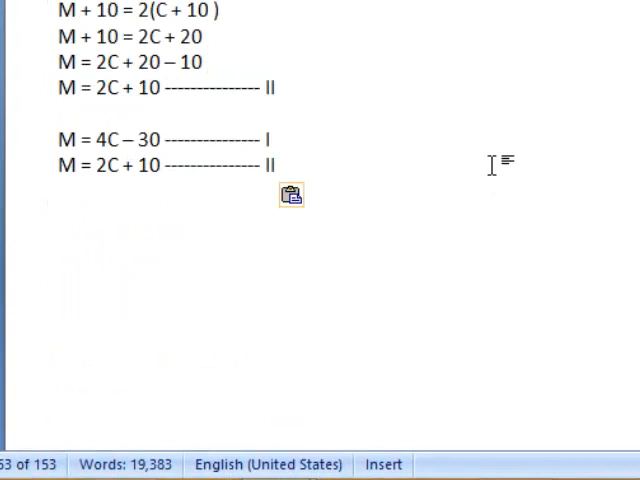 M + 10 = 2(C + 10 )
M + 10 = 2C + 20
M = 2C + 20 – 10
M = 2C + 10 --------------- II
M = 4C – 30 --------------- I
M = 2C + 10 --------------- II
53 of 153 Words: 19,383 English (United States) Insert